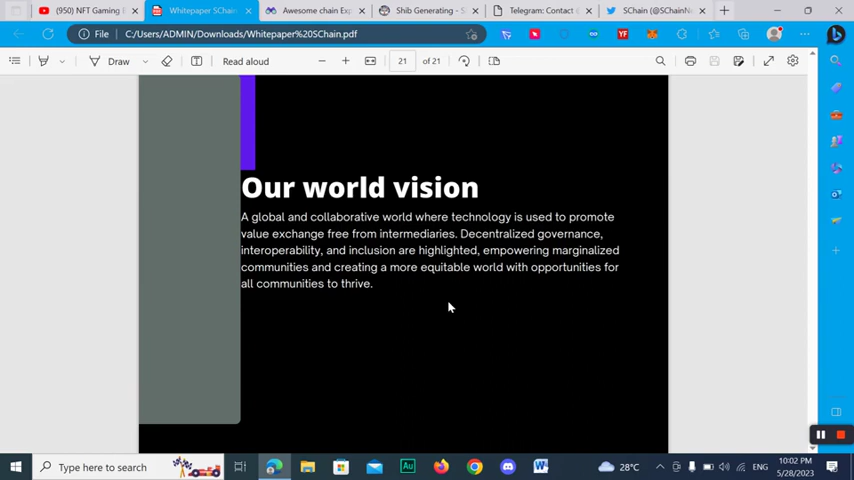 (950) NFT Gaming
Whitepaper SChain
Awesome chain Exp
Shib Generating - S
Telegram: Contact
SChain (@SChainN
File
C:/Users/ADMIN/Downloads/Whitepaper%20SChain.pdf
YF
Draw
Read aloud
21
of 21
Our world vision
A global and collaborative world where technology is used to promote
value exchange free from intermediaries. Decentralized governance,
interoperability, and inclusion are highlighted, empowering marginalized
communities and creating a more equitable world with opportunities for
all communities to thrive.
Type here to search
Au
28°C
ENG
10:02 PM
5/28/2023